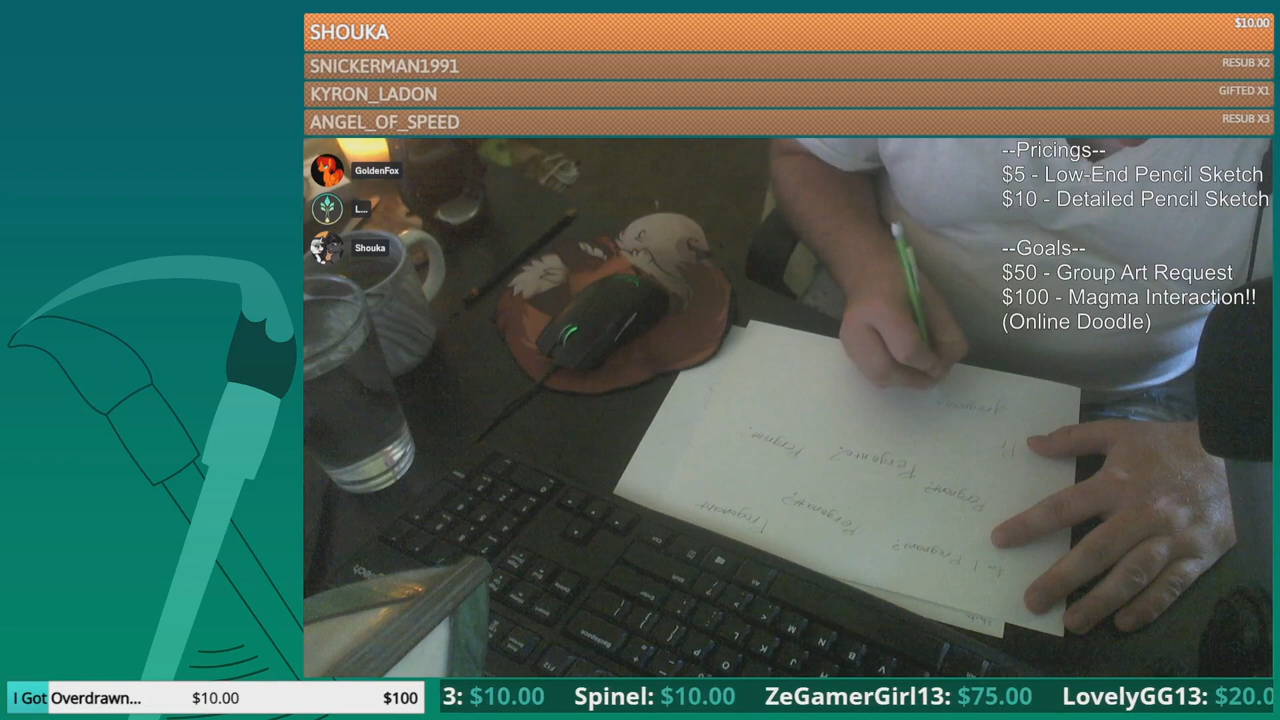 SHOUKA $10.00
SNICKERMAN1991 RESUB X2
KYRON_LADON GIFTED X1
ANGEL_OF_SPEED RESUB X3
GoldenFox
L...
Shouka
--Pricings--
$5 - Low-End Pencil Sketch
$10 - Detailed Pencil Sketch
--Goals--
$50 - Group Art Request
$100 - Magma Interaction!!
(Online Doodle)
Am I Pregnant?
I Got Overdrawn... $10.00 $100
3: $10.00 Spinel: $10.00 ZeGamerGirl13: $75.00 LovelyGG13: $20.0